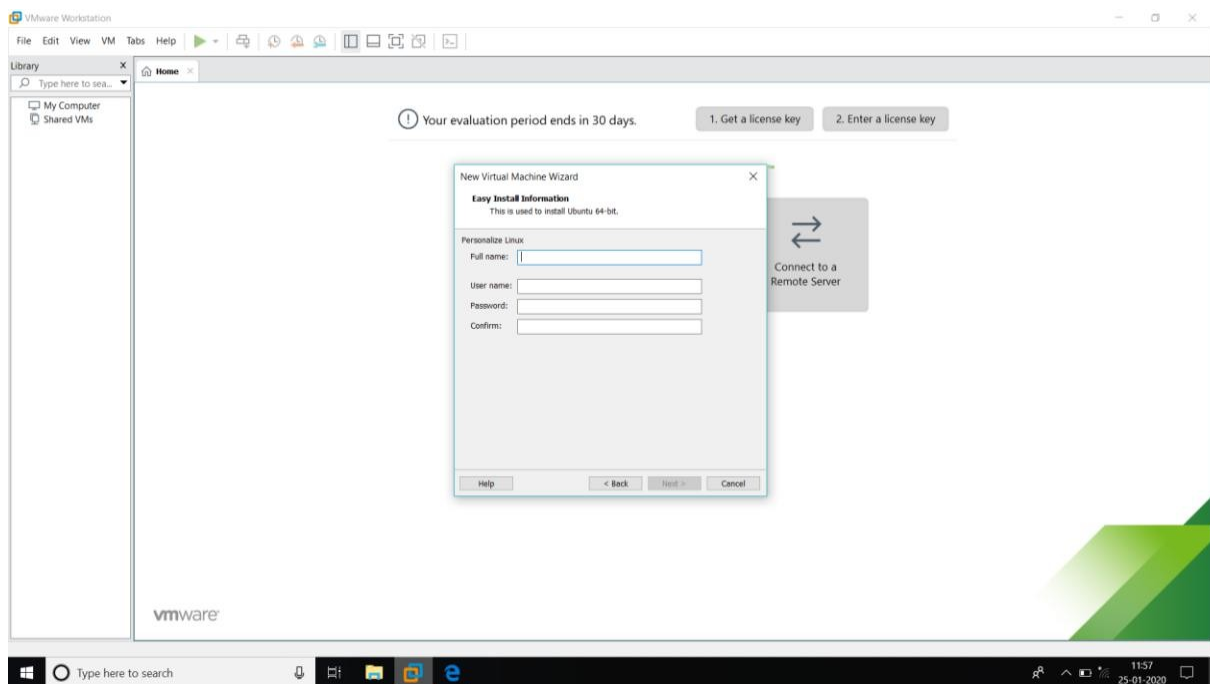 VMware Workstation
File Edit View VM Tabs Help
Library X
Home
Type here to sea...
My Computer
Shared VMs
! Your evaluation period ends in 30 days.
1. Get a license key
2. Enter a license key
New Virtual Machine Wizard
Easy Install Information
This is used to install Ubuntu 64-bit.
Personalize Linux
Full name:
User name:
Password:
Confirm:
Connect to a
Remote Server
Help < Back Next > Cancel
vmware
Type here to search
11:57
25-01-2020